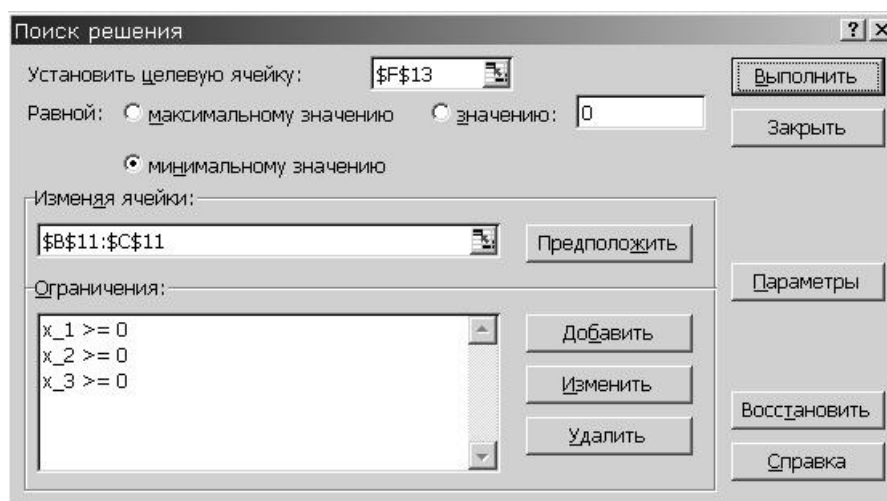 Поиск решения
Установить целевую ячейку: $F$13
Выполнить
Равной: максимальному значению значению: 0
Закрыть
минимальному значению
Изменяя ячейки:
$B$11:$C$11 Предположить
Параметры
Ограничения:
x_1 >= 0
x_2 >= 0
x_3 >= 0
Добавить
Изменить
Удалить
Восстановить
Справка